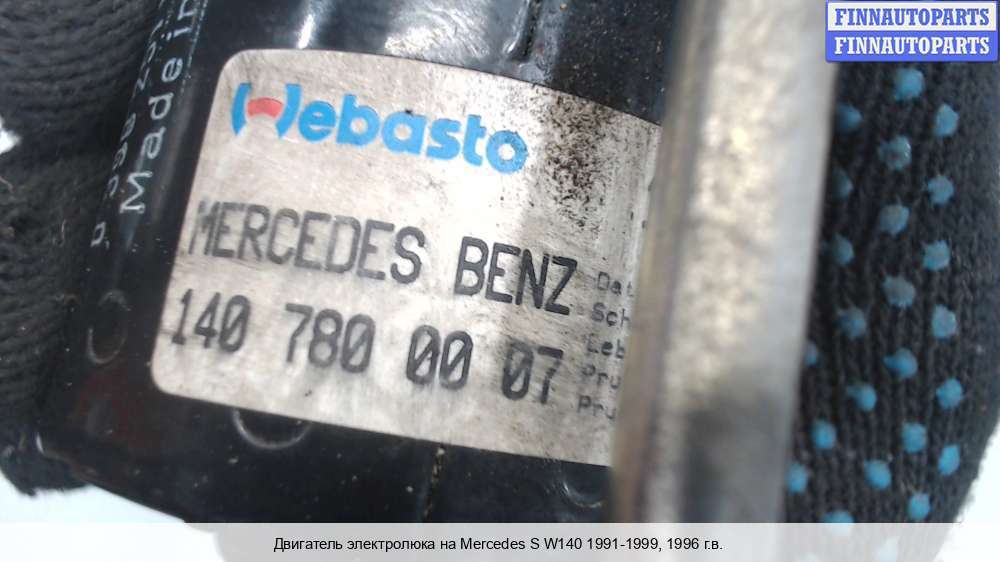 FINNAUTOPARTS
FINNAUTOPARTS
Made in
Webasto
MERCEDES BENZ
140 780 00 07
Двигатель электролюка на Mercedes S W140 1991-1999, 1996 г.в.